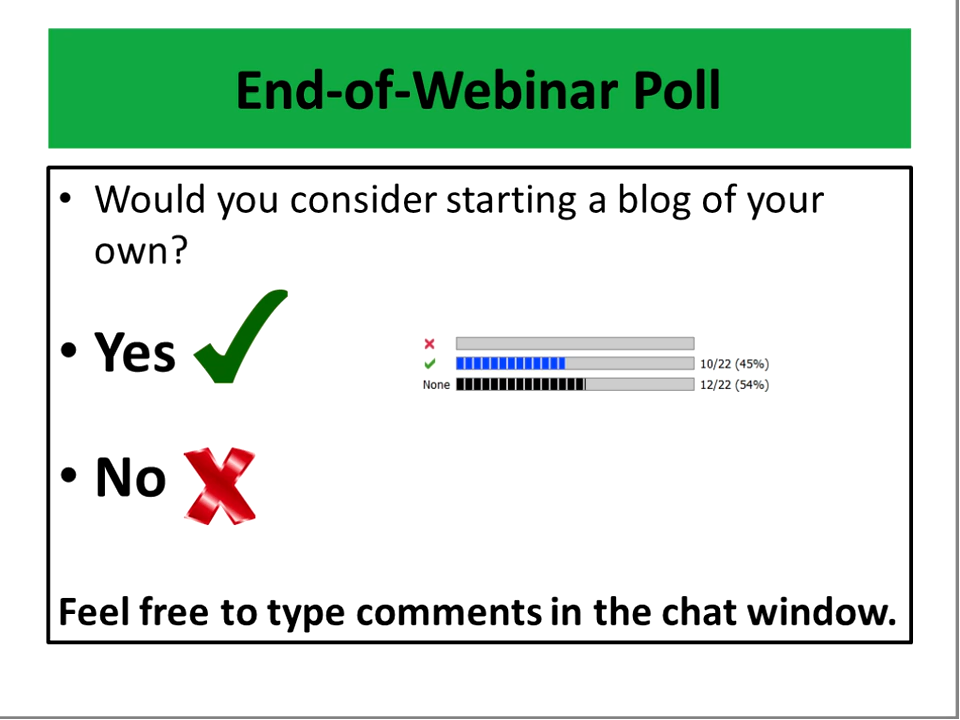 End-of-Webinar Poll
• Would you consider starting a blog of your
own?
• Yes
10/22 (45%)
None 12/22 (54%)
• No
Feel free to type comments in the chat window.